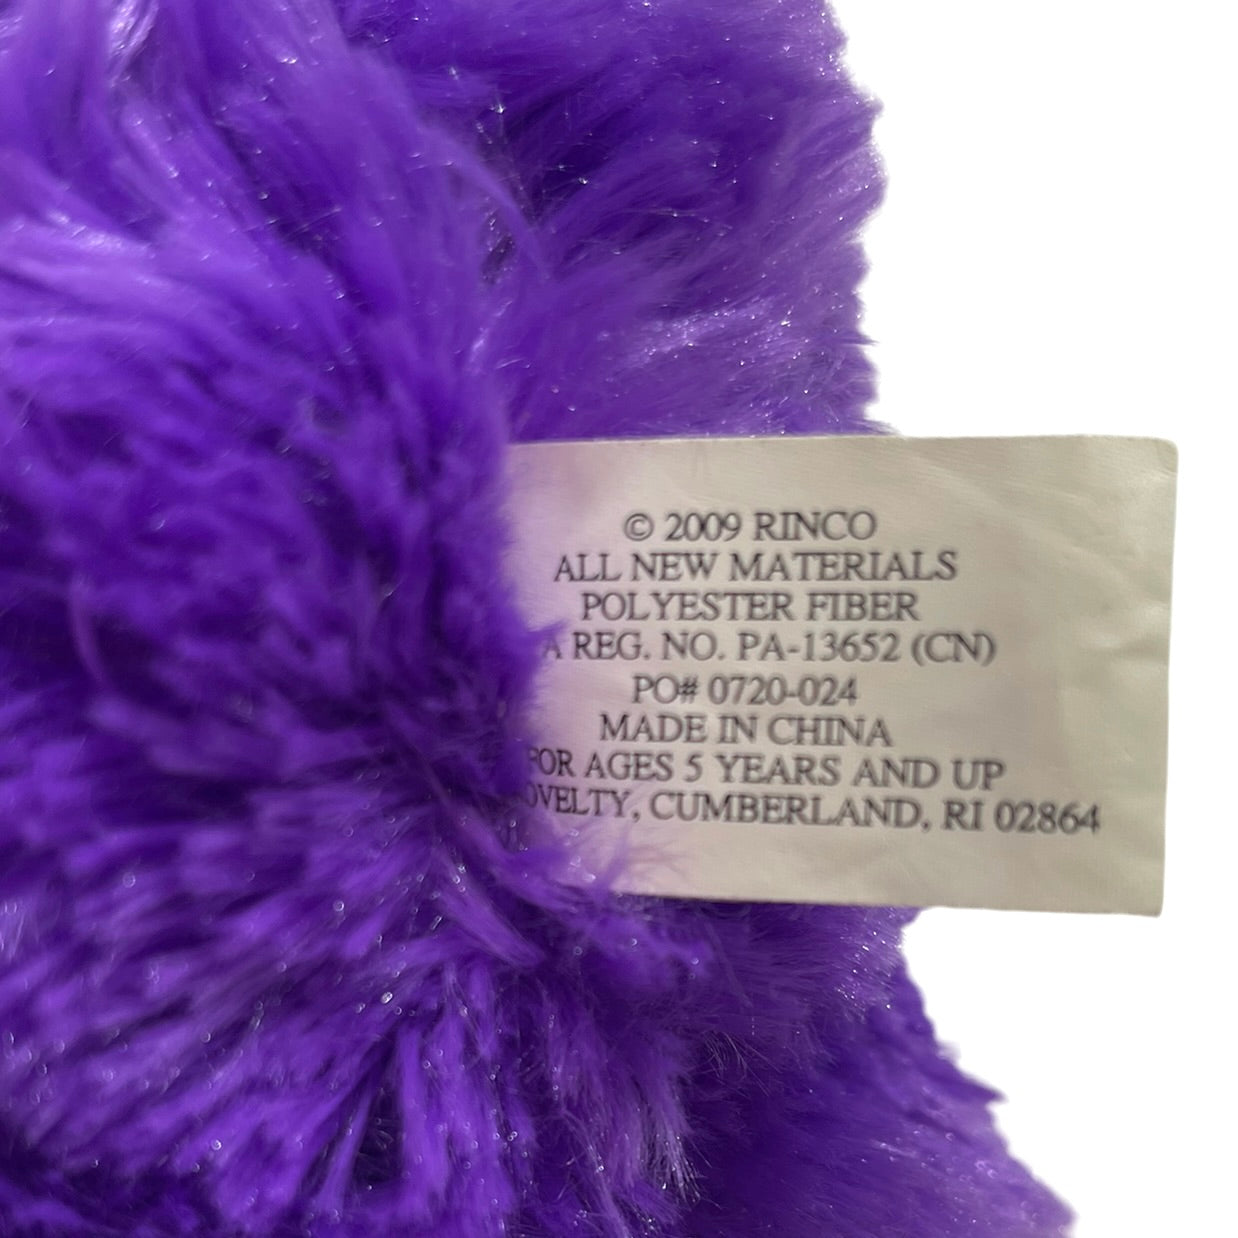 © 2009 RINCO
ALL NEW MATERIALS
POLYESTER FIBER
REG. NO. PA-13652 (CN)
PO# 0720-024
MADE IN CHINA
FOR AGES 5 YEARS AND UP
OVELTY, CUMBERLAND, RI 02864